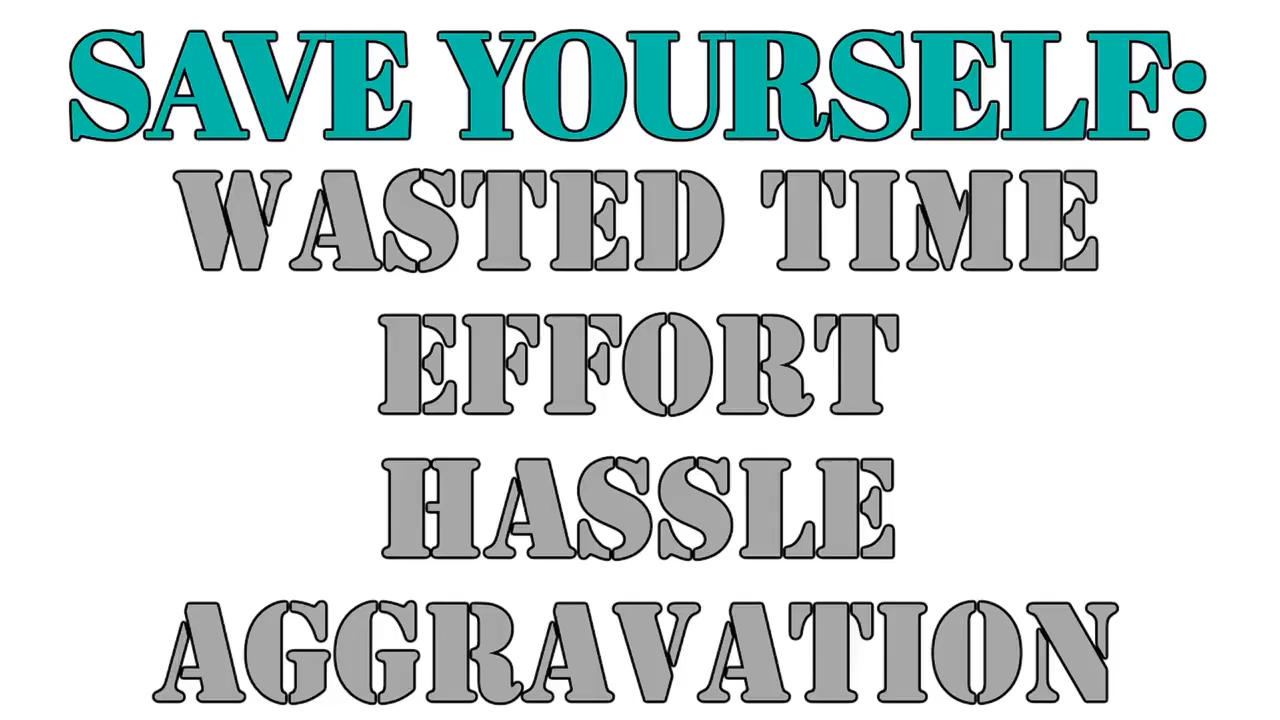 SAVE YOURSELF:
WASTED TIME
EFFORT
HASSLE
AGGRAVATION